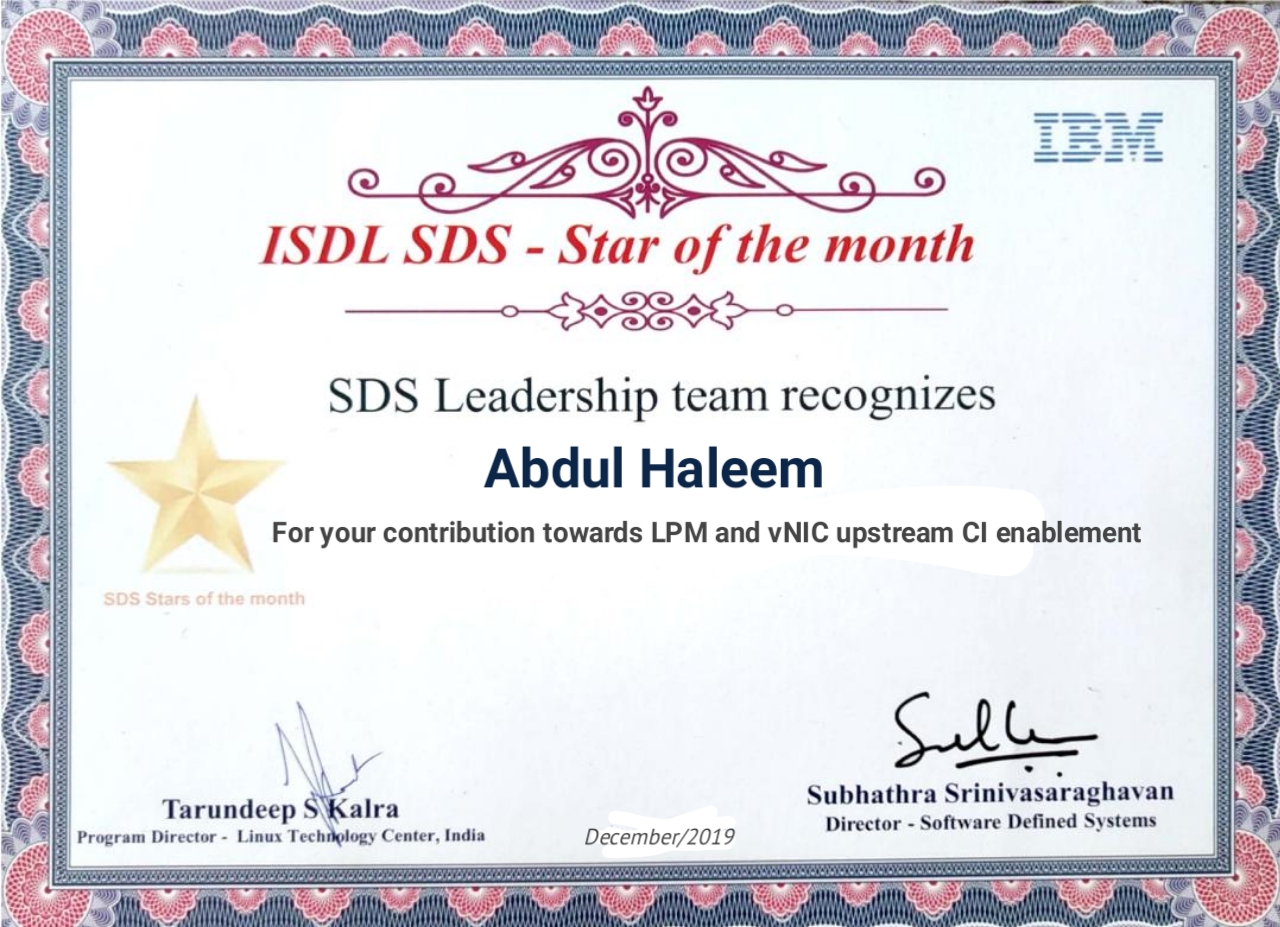 IBM
ISDL SDS - Star of the month
SDS Leadership team recognizes
Abdul Haleem
For your contribution towards LPM and vNIC upstream CI enablement
SDS Stars of the month
Tarundeep S Kalra
Program Director - Linux Technology Center, India
December/2019
Subhathra Srinivasaraghavan
Director - Software Defined Systems